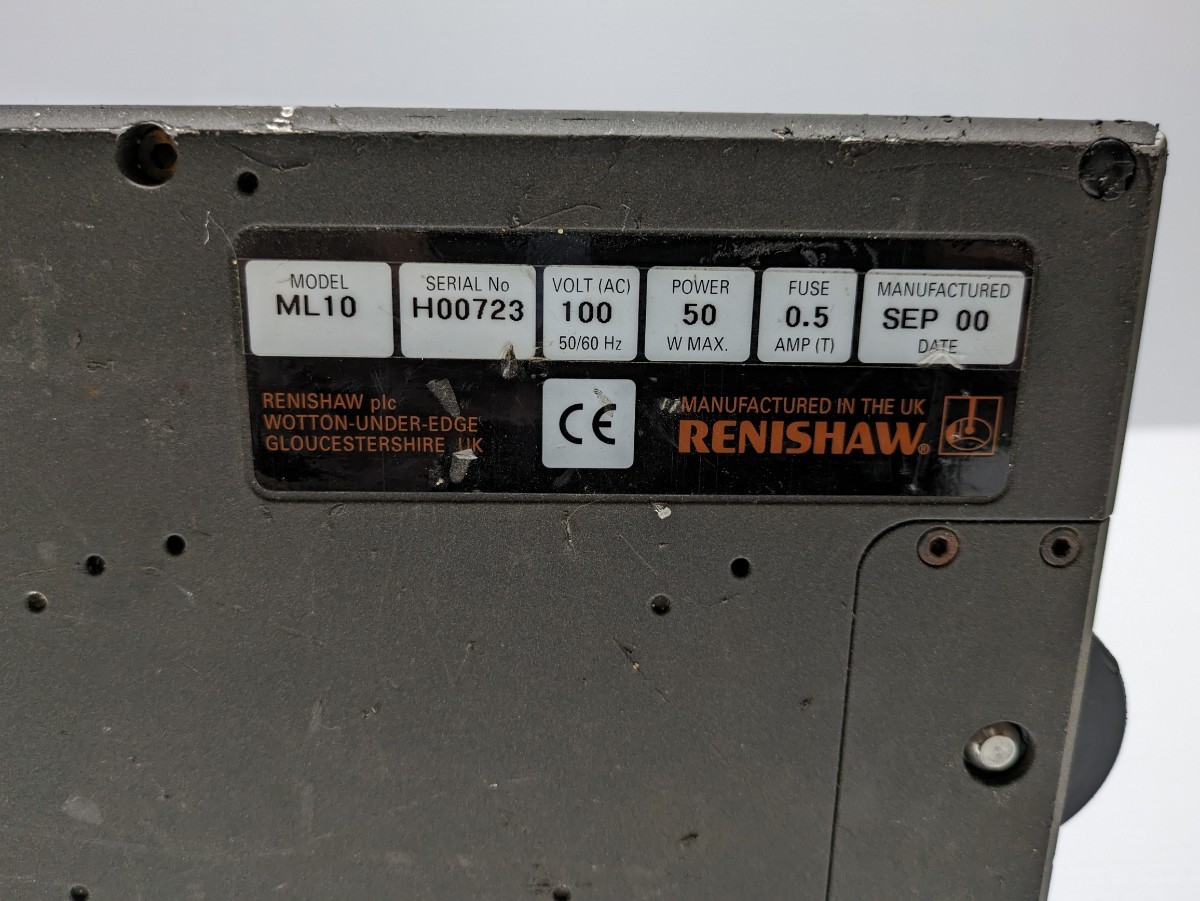 MODEL
ML10
SERIAL No
H00723
VOLT (AC)
100
50/60 Hz
POWER
50
W MAX.
FUSE
0.5
AMP (T)
MANUFACTURED
SEP 00
DATE
RENISHAW plc
WOTTON-UNDER-EDGE
GLOUCESTERSHIRE UK
CE
MANUFACTURED IN THE UK
RENISHAW®